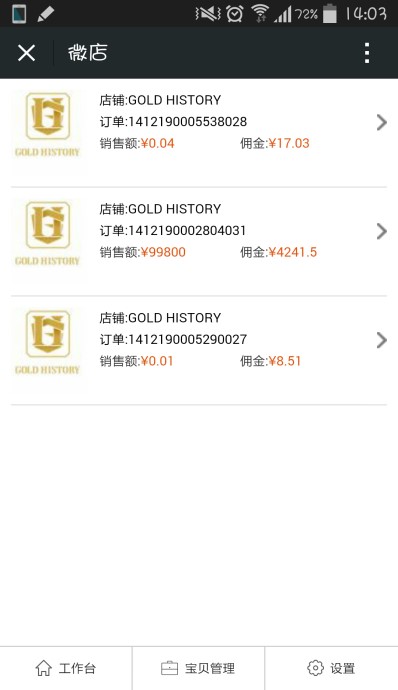 72% 14:03
微店
店铺:GOLD HISTORY
订单:1412190005538028
销售额:¥0.04 佣金:¥17.03
GOLD HISTORY
店铺:GOLD HISTORY
订单:1412190002804031
销售额:¥99800 佣金:¥4241.5
GOLD HISTORY
店铺:GOLD HISTORY
订单:1412190005290027
销售额:¥0.01 佣金:¥8.51
GOLD HISTORY
工作台 宝贝管理 设置